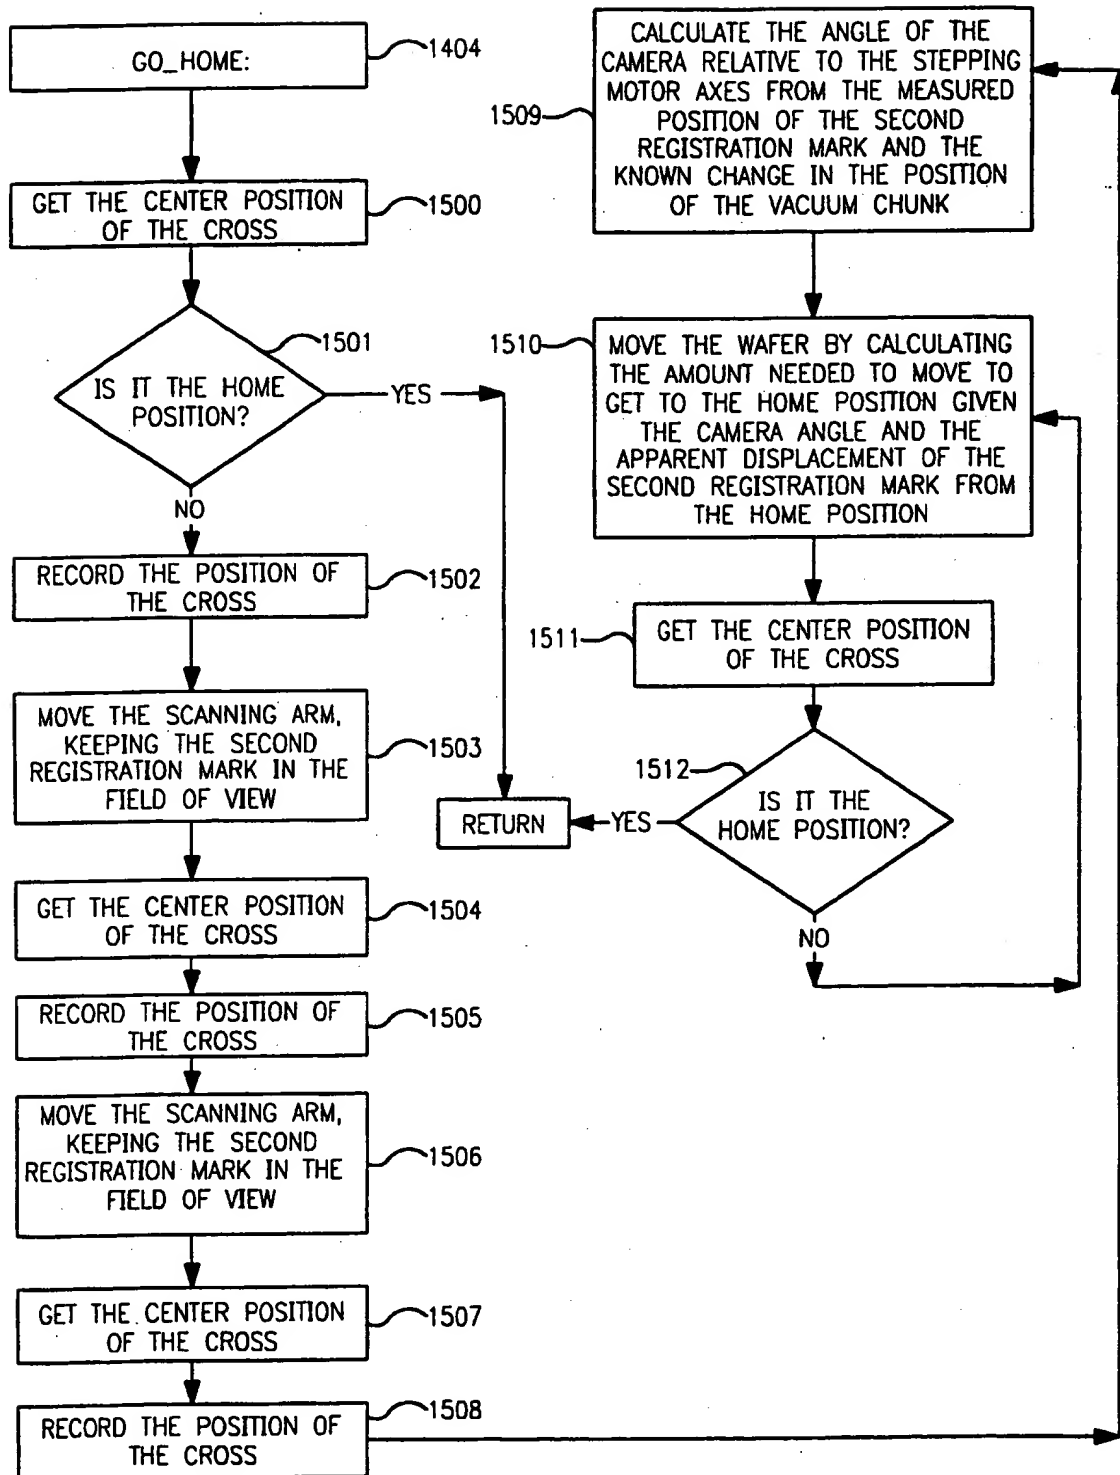 GO_HOME:
1404
GET THE CENTER POSITION
OF THE CROSS
1500
IS IT THE HOME
POSITION?
1501
YES
NO
RECORD THE POSITION OF
THE CROSS
1502
MOVE THE SCANNING ARM,
KEEPING THE SECOND
REGISTRATION MARK IN THE
FIELD OF VIEW
1503
GET THE CENTER POSITION
OF THE CROSS
1504
RECORD THE POSITION OF
THE CROSS
1505
MOVE THE SCANNING ARM,
KEEPING THE SECOND
REGISTRATION MARK IN THE
FIELD OF VIEW
1506
GET THE CENTER POSITION
OF THE CROSS
1507
RECORD THE POSITION OF
THE CROSS
1508
CALCULATE THE ANGLE OF THE
CAMERA RELATIVE TO THE STEPPING
MOTOR AXES FROM THE MEASURED
POSITION OF THE SECOND
REGISTRATION MARK AND THE
KNOWN CHANGE IN THE POSITION
OF THE VACUUM CHUNK
1509
MOVE THE WAFER BY CALCULATING
THE AMOUNT NEEDED TO MOVE TO
GET TO THE HOME POSITION GIVEN
THE CAMERA ANGLE AND THE
APPARENT DISPLACEMENT OF THE
SECOND REGISTRATION MARK FROM
THE HOME POSITION
1510
GET THE CENTER POSITION
OF THE CROSS
1511
IS IT THE
HOME POSITION?
1512
YES
RETURN
NO